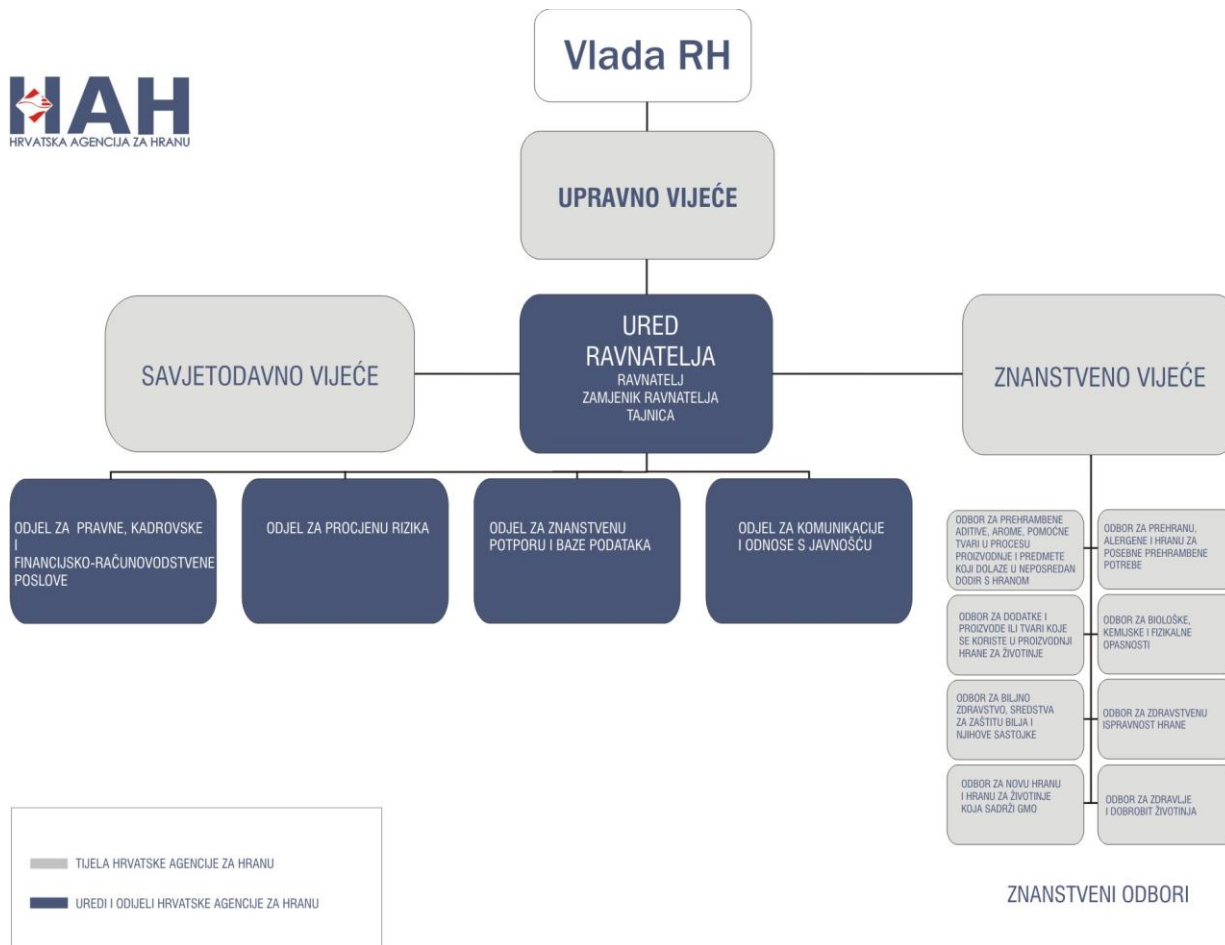 Vlada RH
HAH
HRVATSKA AGENCIJA ZA HRANU
UPRAVNO VIJEĆE
SAVJETODAVNO VIJEĆE
URED
RAVNATELJA
RAVNATELJ
ZAMJENIK RAVNATELJA
TAJNICA
ZNANSTVENO VIJEĆE
ODJEL ZA PRAVNE, KADROVSKE
I
FINANCIJSKO-RAČUNOVODSTVENE
POSLOVE
ODJEL ZA PROCJENU RIZIKA
ODJEL ZA ZNANSTVENU
POTPORU I BAZE PODATAKA
ODJEL ZA KOMUNIKACIJE
I ODNOSE S JAVNOŠĆU
ODBOR ZA PREHRAMBENE
ADITIVE, AROME, POMOĆNE
TVARI U PROCESU
PROIZVODNJE I PREDMETE
KOJI DOLAZE U NEPOSREDAN
DODIR S HRANOM
ODBOR ZA PREHRANU,
ALERGENE I HRANU ZA
POSEBNE PREHRAMBENE
POTREBE
ODBOR ZA DODATKE I
PROIZVODE ILI TVARI KOJE
SE KORISTE U PROIZVODNJI
HRANE ZA ŽIVOTINJE
ODBOR ZA BIOLOŠKE,
KEMIJSKE I FIZIKALNE
OPASNOSTI
ODBOR ZA BILJNO
ZDRAVSTVO, SREDSTVA
ZA ZAŠTITU BILJA I
NJIHOVE SASTOJKE
ODBOR ZA ZDRAVSTVENU
ISPRAVNOST HRANE
ODBOR ZA NOVU HRANU
I HRANU ZA ŽIVOTINJE
KOJA SADRŽI GMO
ODBOR ZA ZDRAVLJE
I DOBROBIT ŽIVOTINJA
TIJELA HRVATSKE AGENCIJE ZA HRANU
UREDI I ODIJELI HRVATSKE AGENCIJE ZA HRANU
ZNANSTVENI ODBORI